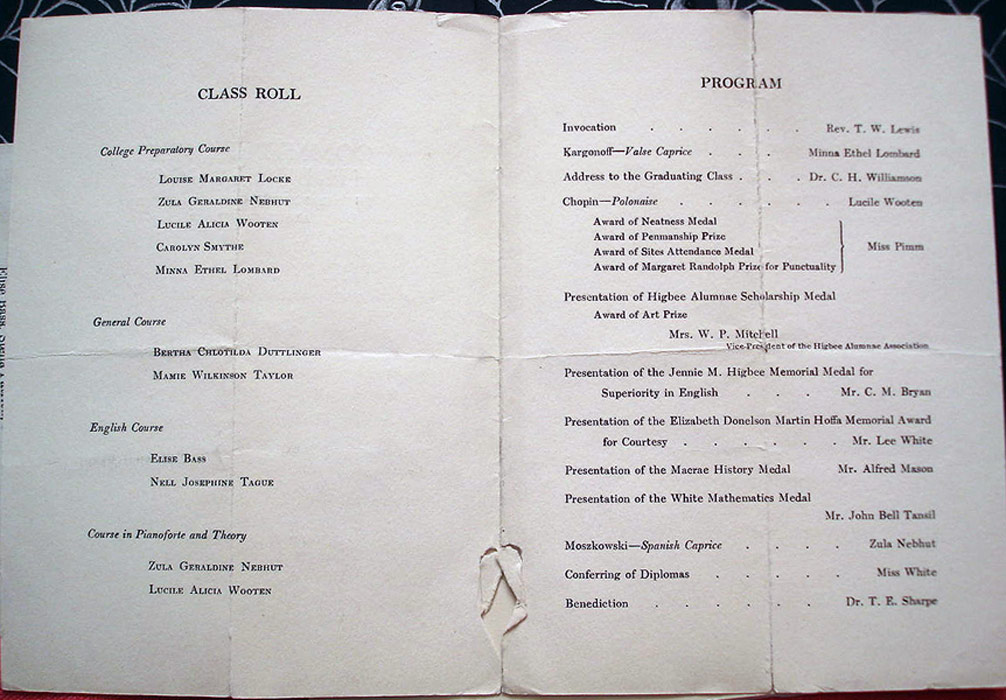 CLASS ROLL
College Preparatory Course
LOUISE MARGARET LOCKE
ZULA GERALDINE NEBHUT
LUCILE ALICIA WOOTEN
CAROLYN SMYTHE
MINNA ETHEL LOMBARD
General Course
BERTHA CHLOTILDA DUTTLINGER
MAMIE WILKINSON TAYLOR
English Course
ELISE BASS
NELL JOSEPHINE TAGUE
Course in Pianoforte and Theory
ZULA GERALDINE NEBHUT
LUCILE ALICIA WOOTEN
PROGRAM
Invocation . . . . . . Rev. T. W. Lewis
Kargonoff—Valse Caprice . . . Minna Ethel Lombard
Address to the Graduating Class . . . Dr. C. H. Williamson
Chopin—Polonaise . . . . . . Lucile Wooten
Award of Neatness Medal
Award of Penmanship Prize
Award of Sites Attendance Medal
Award of Margaret Randolph Prize for Punctuality
Miss Pimm
Presentation of Higbee Alumnae Scholarship Medal
Award of Art Prize
Mrs. W. P. Mitchell
Vice-President of the Higbee Alumnae Association
Presentation of the Jennie M. Higbee Memorial Medal for
Superiority in English . . . Mr. C. M. Bryan
Presentation of the Elizabeth Donelson Martin Hoffa Memorial Award
for Courtesy . . . . . . Mr. Lee White
Presentation of the Macrae History Medal Mr. Alfred Mason
Presentation of the White Mathematics Medal
Mr. John Bell Tansil
Moszkowski—Spanish Caprice . . . . Zula Nebhut
Conferring of Diplomas . . . . . Miss White
Benediction . . . . . . Dr. T. E. Sharpe